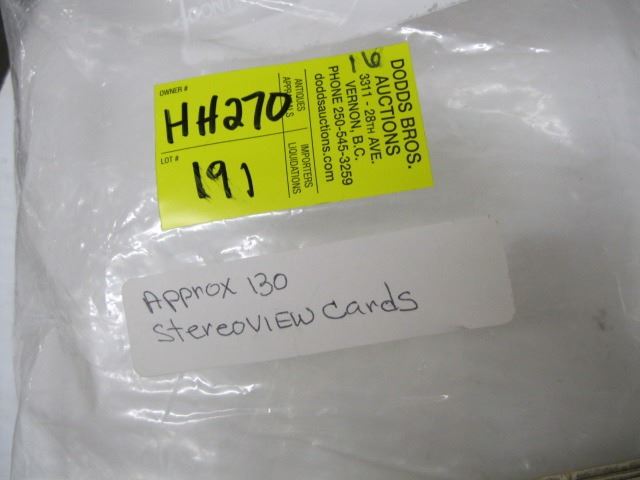 OWNER #
HH270
LOT #
191
ANTIQUES
APPRAISALS
IMPORTERS
LIQUIDATIONS
-16
DODDS BROS.
AUCTIONS
3311 - 28TH AVE.
VERNON, B.C.
PHONE 250-545-3259
doddsauctions.com
Approx 130
StereoVIEW Cards